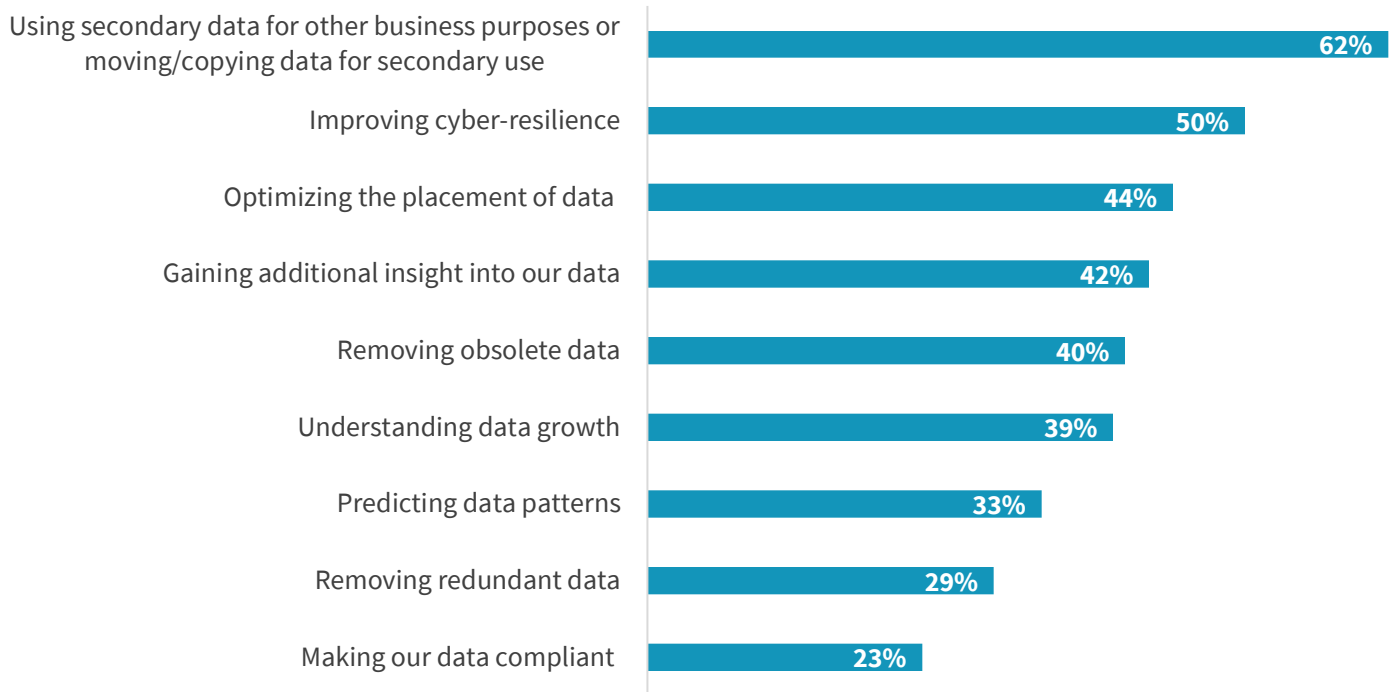 Using secondary data for other business purposes or
moving/copying data for secondary use
62%
Improving cyber-resilience
50%
Optimizing the placement of data
44%
Gaining additional insight into our data
42%
Removing obsolete data
40%
Understanding data growth
39%
Predicting data patterns
33%
Removing redundant data
29%
Making our data compliant
23%